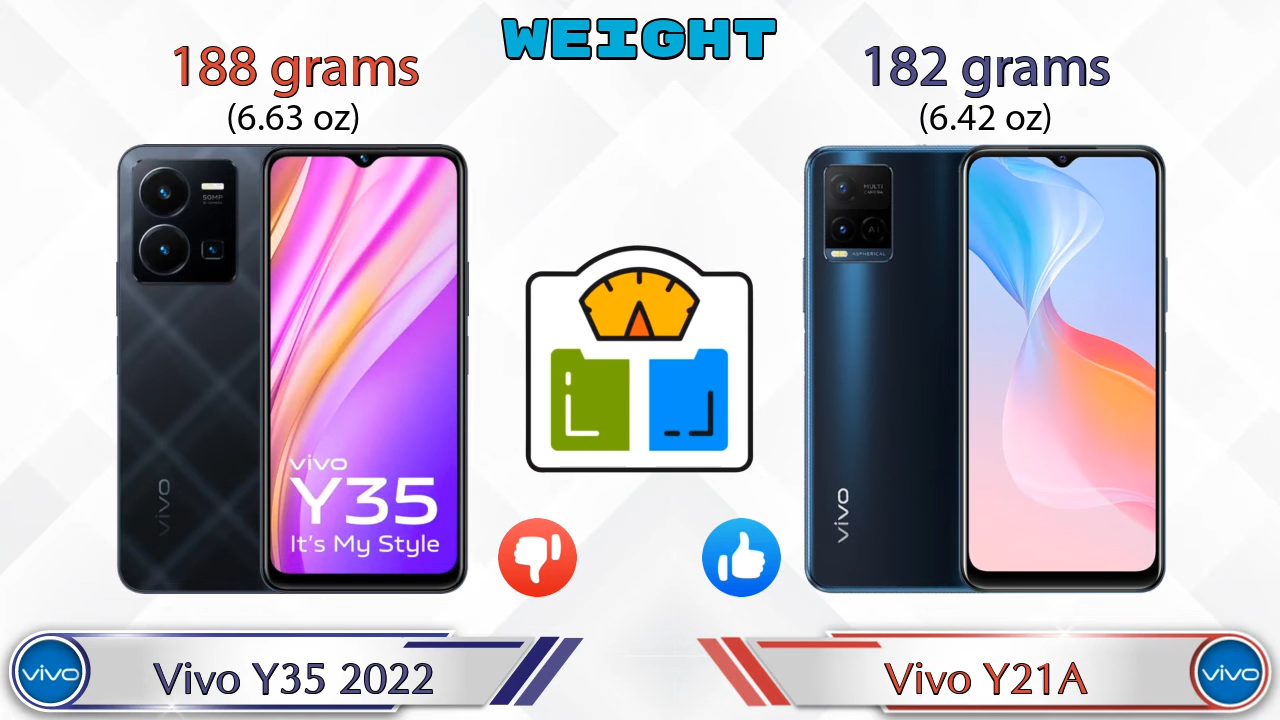 WEIGHT
188 grams
(6.63 oz)
182 grams
(6.42 oz)
50MP
vivo
vivo
Y35
It's My Style
MULTI
CAMERA
AI
ASPHERICAL
vivo
vivo
Vivo Y35 2022
Vivo Y21A
vivo